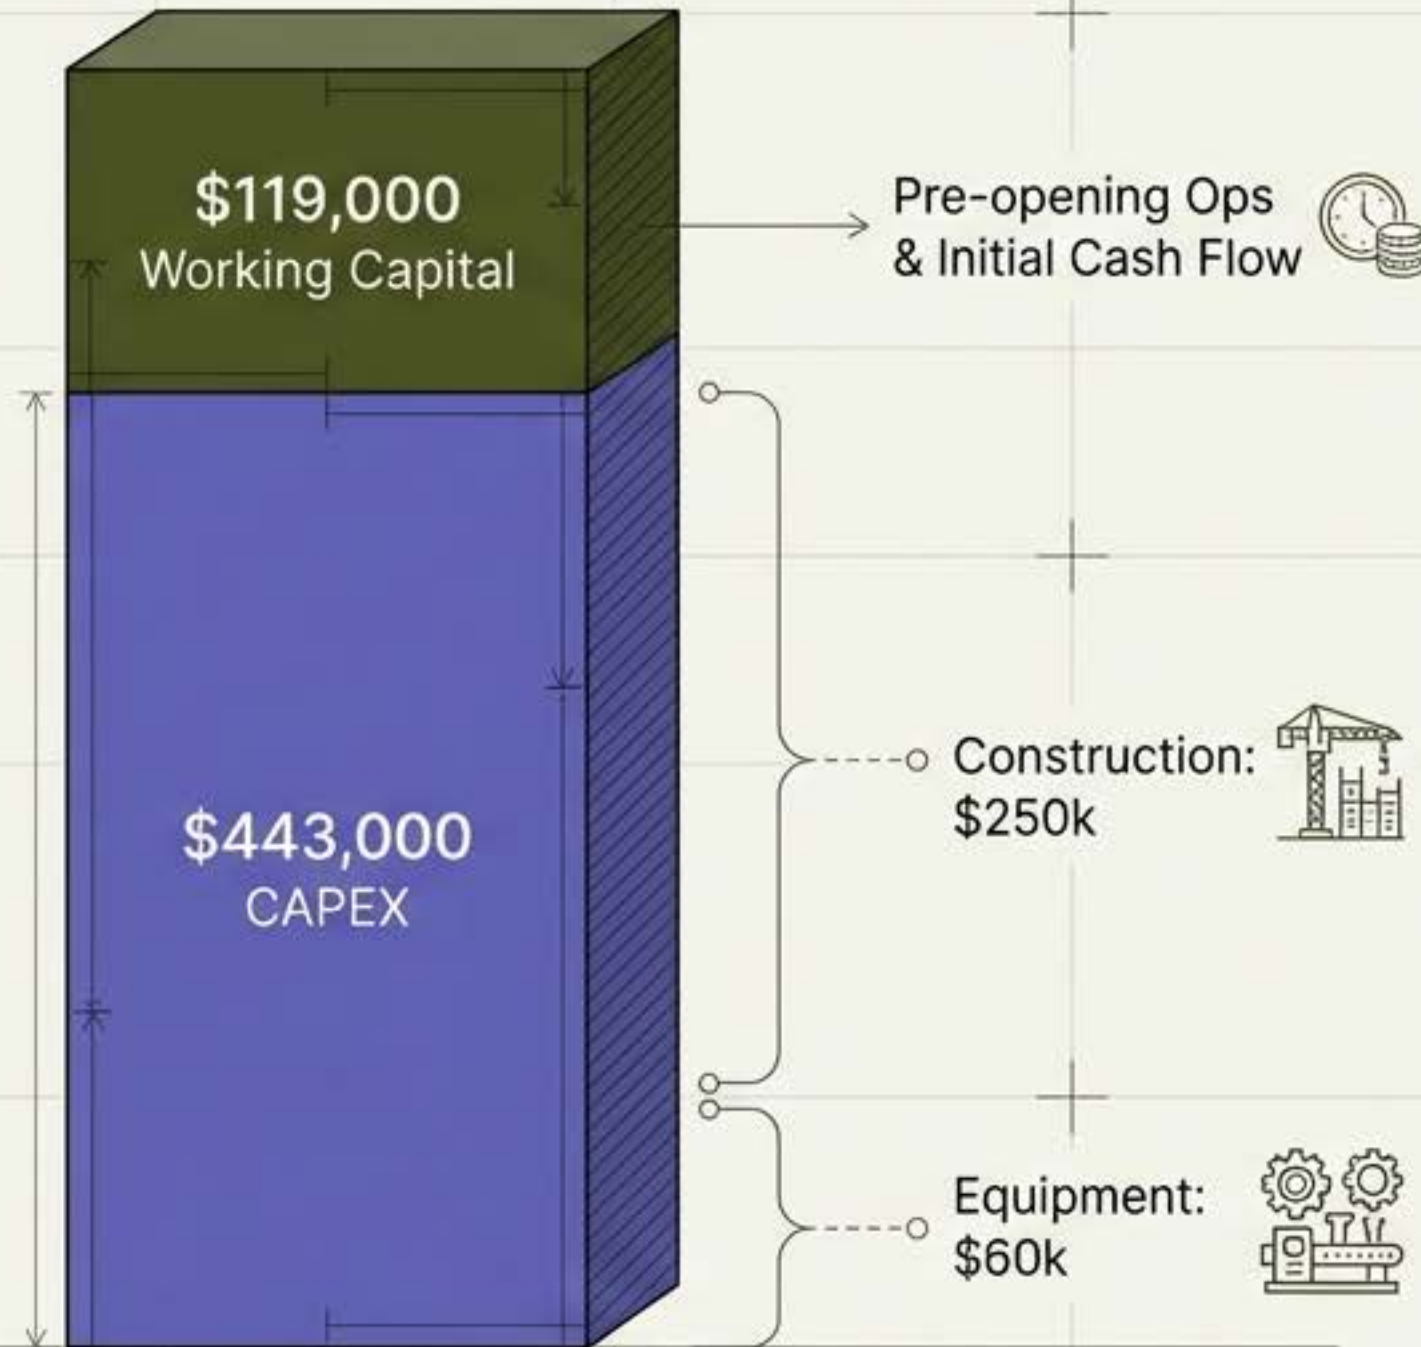 $119,000
Working Capital
Pre-opening Ops
& Initial Cash Flow
$443,000
CAPEX
Construction:
$250k
Equipment:
$60k